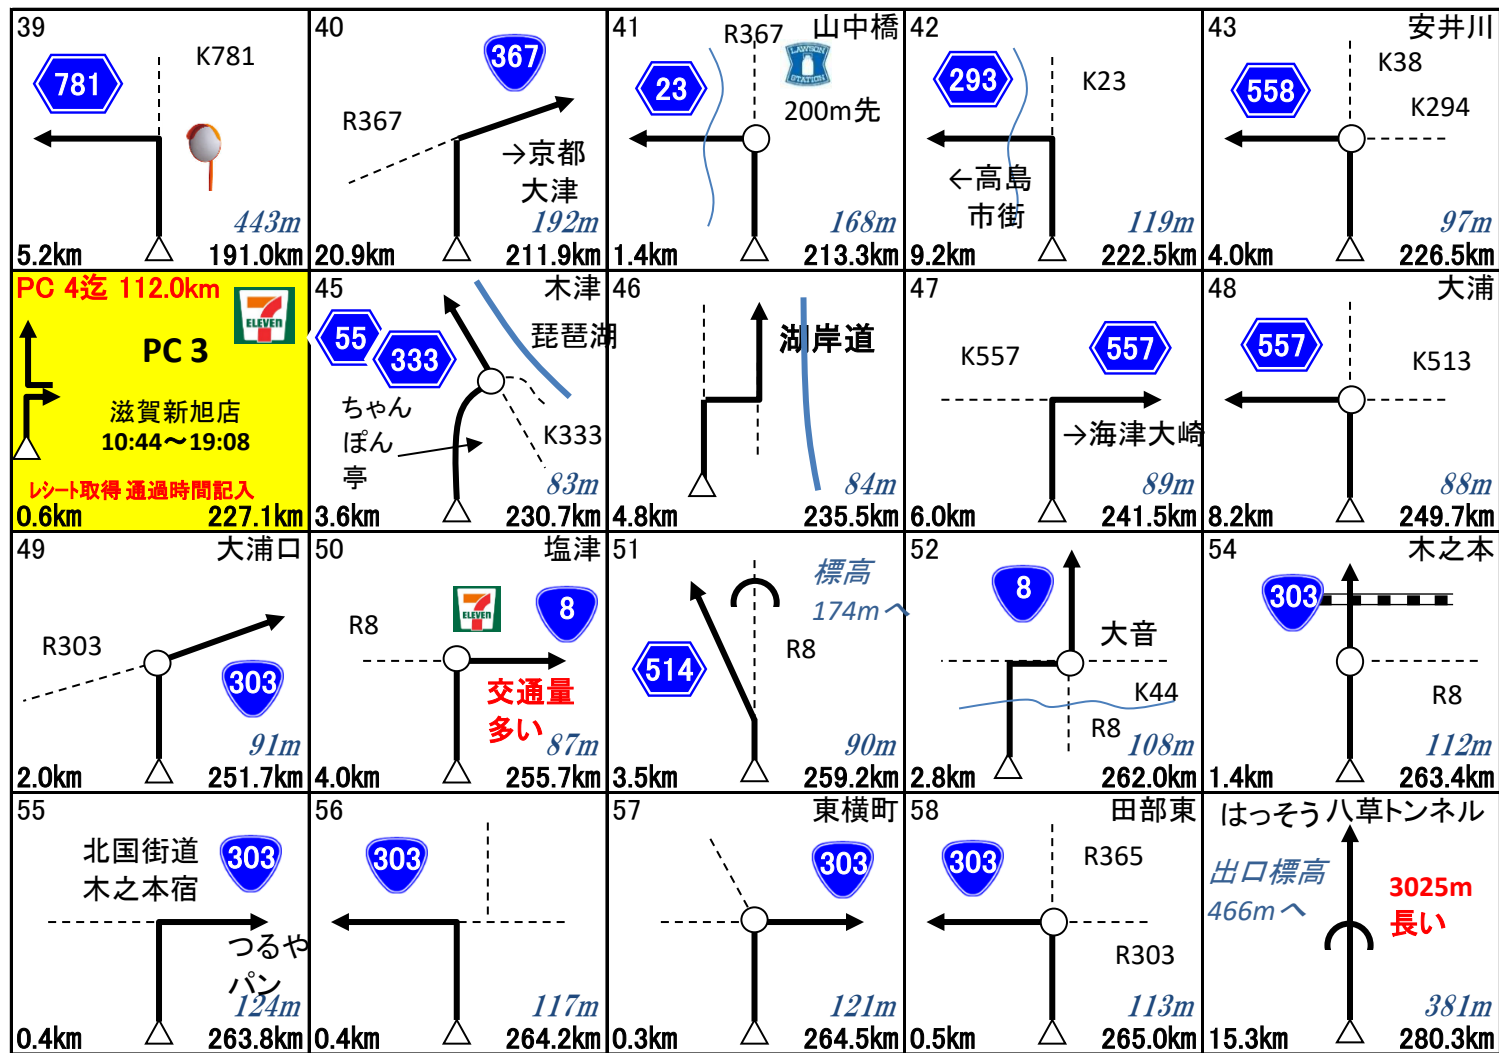 39
K781
781
443m
5.2km 191.0km
40
367
R367
→京都
大津
192m
20.9km 211.9km
41 山中橋
R367
LAWSON
STATION
23
200m先
168m
1.4km 213.3km
42
293
K23
←高島
市街
119m
9.2km 222.5km
43 安井川
K38
558
K294
97m
4.0km 226.5km
PC 4迄 112.0km
ELEVEN
PC 3
滋賀新旭店
10:44～19:08
レシート取得 通過時間記入
0.6km 227.1km
45 木津
55
333
琵琶湖
ちゃん
ぽん
亭
K333
83m
3.6km 230.7km
46
湖岸道
84m
4.8km 235.5km
47
K557
557
→海津大崎
89m
6.0km 241.5km
48 大浦
557
K513
88m
8.2km 249.7km
49 大浦口
R303
303
91m
2.0km 251.7km
50 塩津
R8
ELEVEN
8
交通量
多い
87m
4.0km 255.7km
51
標高
174mへ
R8
514
90m
3.5km 259.2km
52
8
大音
K44
R8
108m
2.8km 262.0km
54 木之本
303
R8
112m
1.4km 263.4km
55
北国街道
木之本宿
303
つるや
パン
124m
0.4km 263.8km
56
303
117m
0.4km 264.2km
57 東横町
303
121m
0.3km 264.5km
58 田部東
303
R365
R303
113m
0.5km 265.0km
はっそう 八草トンネル
出口標高
466mへ
3025m
長い
381m
15.3km 280.3km